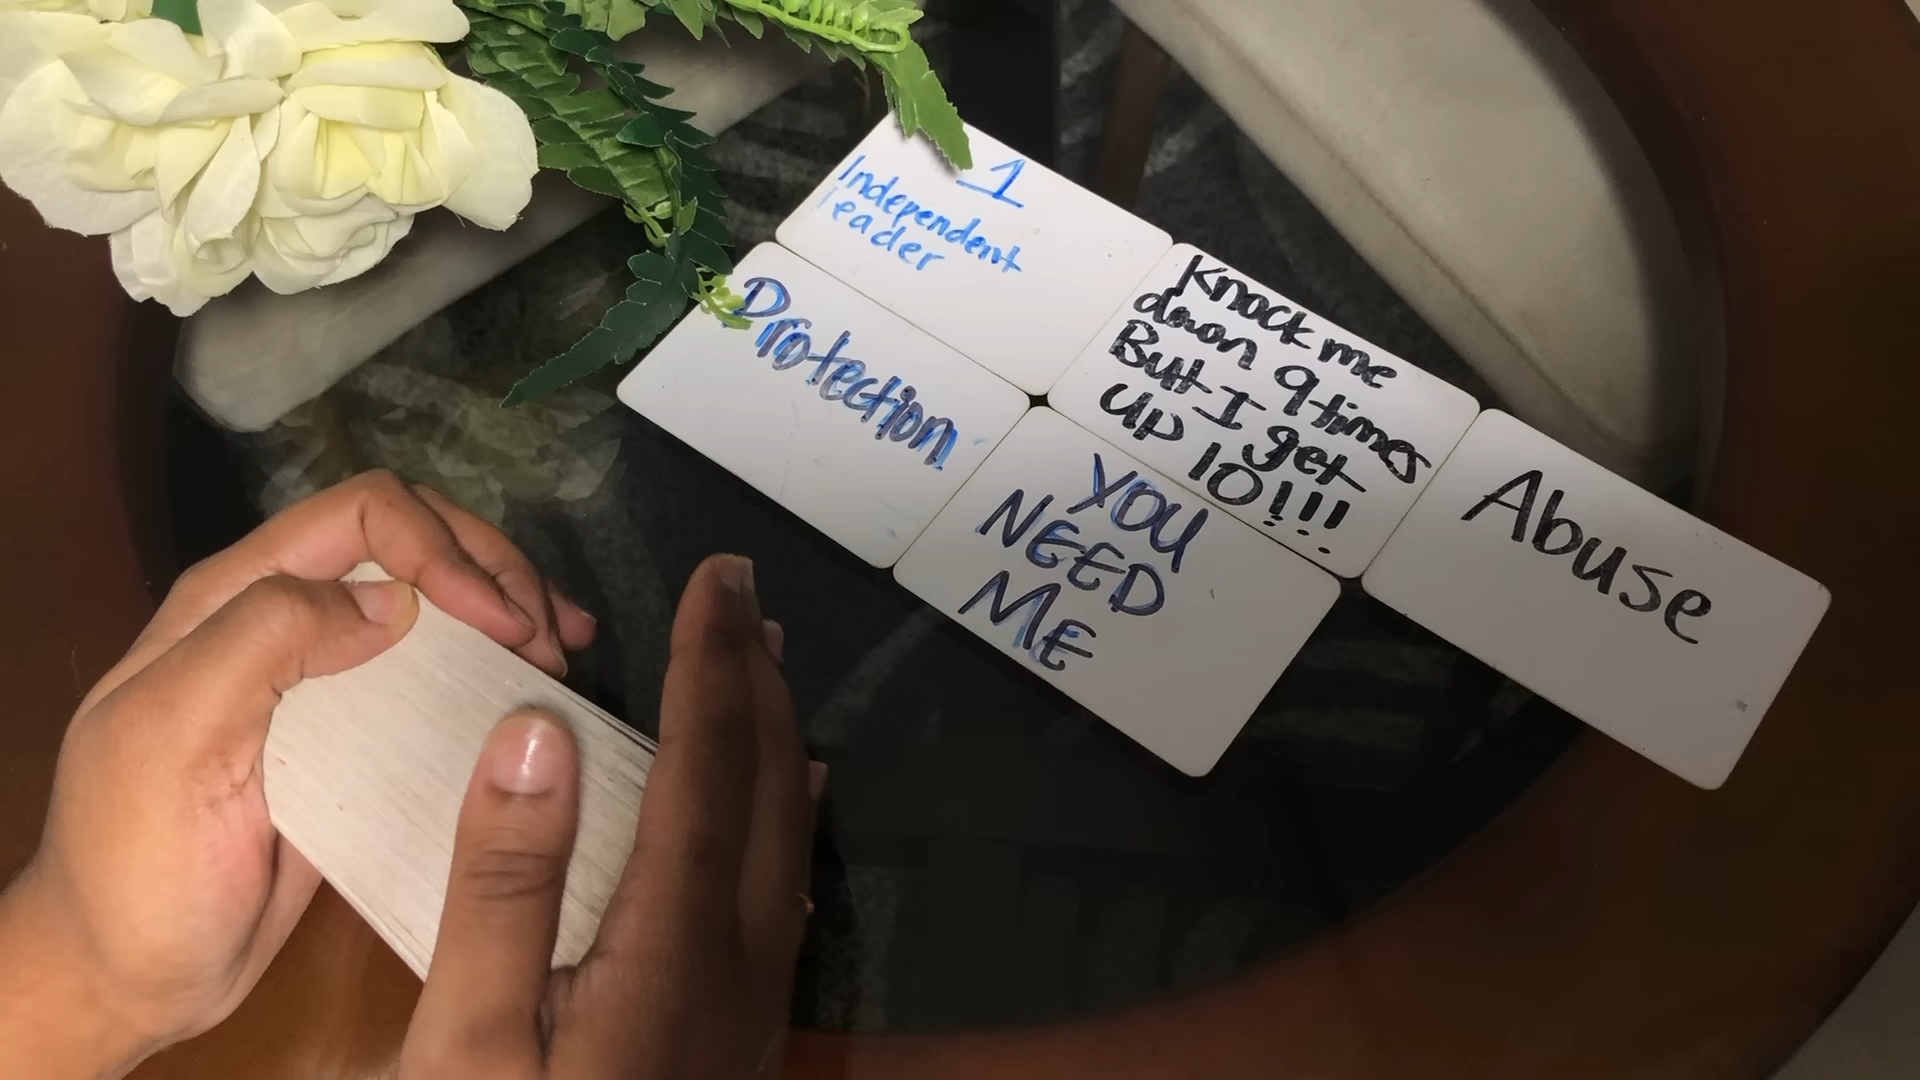 1
Independent
leader
Protection
Knock me
down 9 times
But I get
up 10!!!
YOU
NEED
ME
Abuse